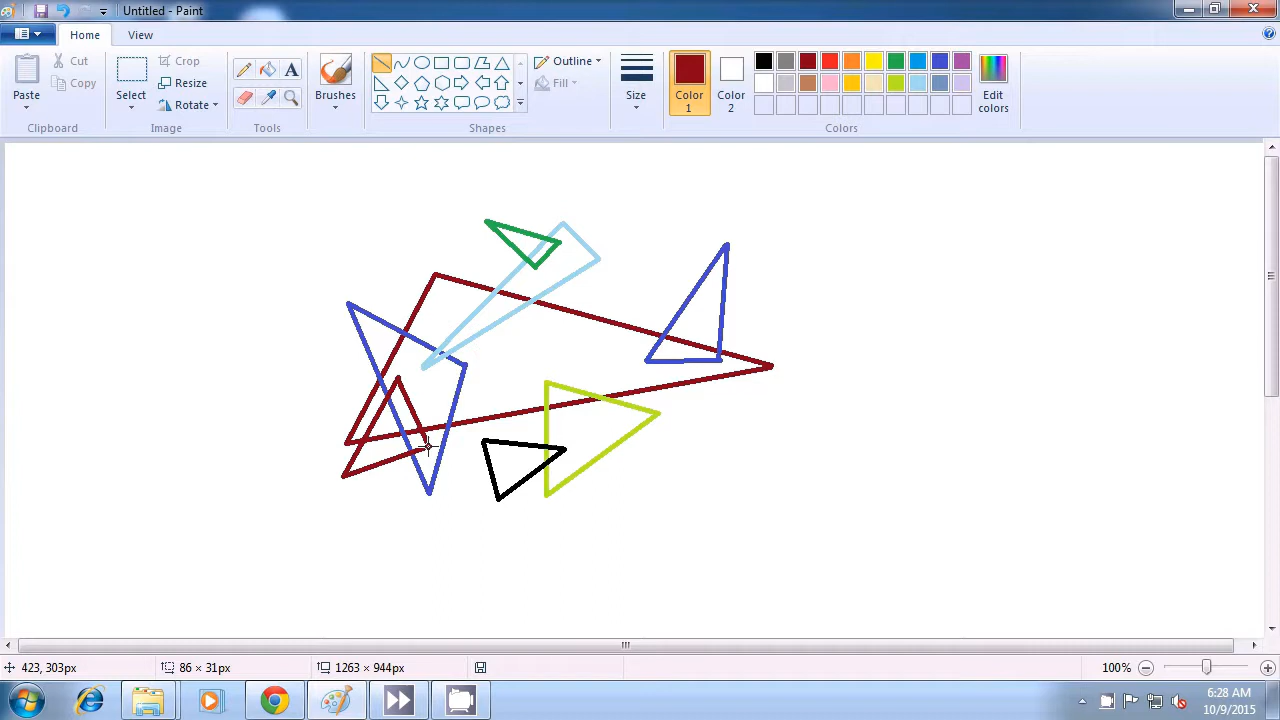 Untitled - Paint
Home View
Cut
Copy
Paste
Clipboard
Crop
Resize
Rotate
Select
Image
A
Tools
Brushes
Outline
Fill
Shapes
Size
Color 1
Color 2
Edit colors
Colors
423, 303px
86 × 31px
1263 × 944px
100%
6:28 AM
10/9/2015